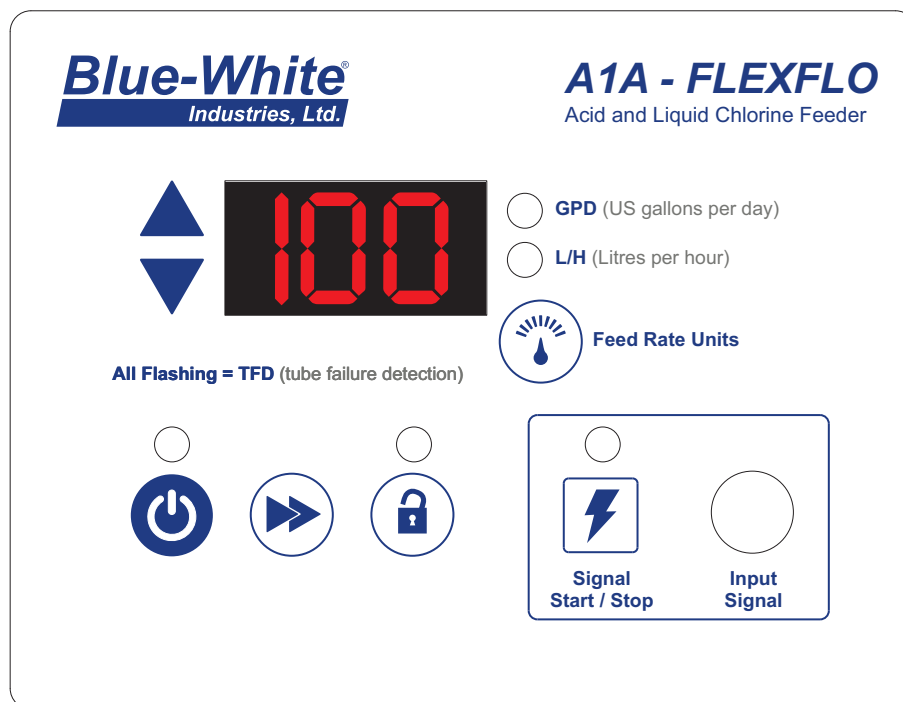 Blue-White®
Industries, Ltd.
A1A - FLEXFLO
Acid and Liquid Chlorine Feeder
100
GPD (US gallons per day)
L/H (Litres per hour)
Feed Rate Units
All Flashing = TFD (tube failure detection)
Signal
Start / Stop
Input
Signal